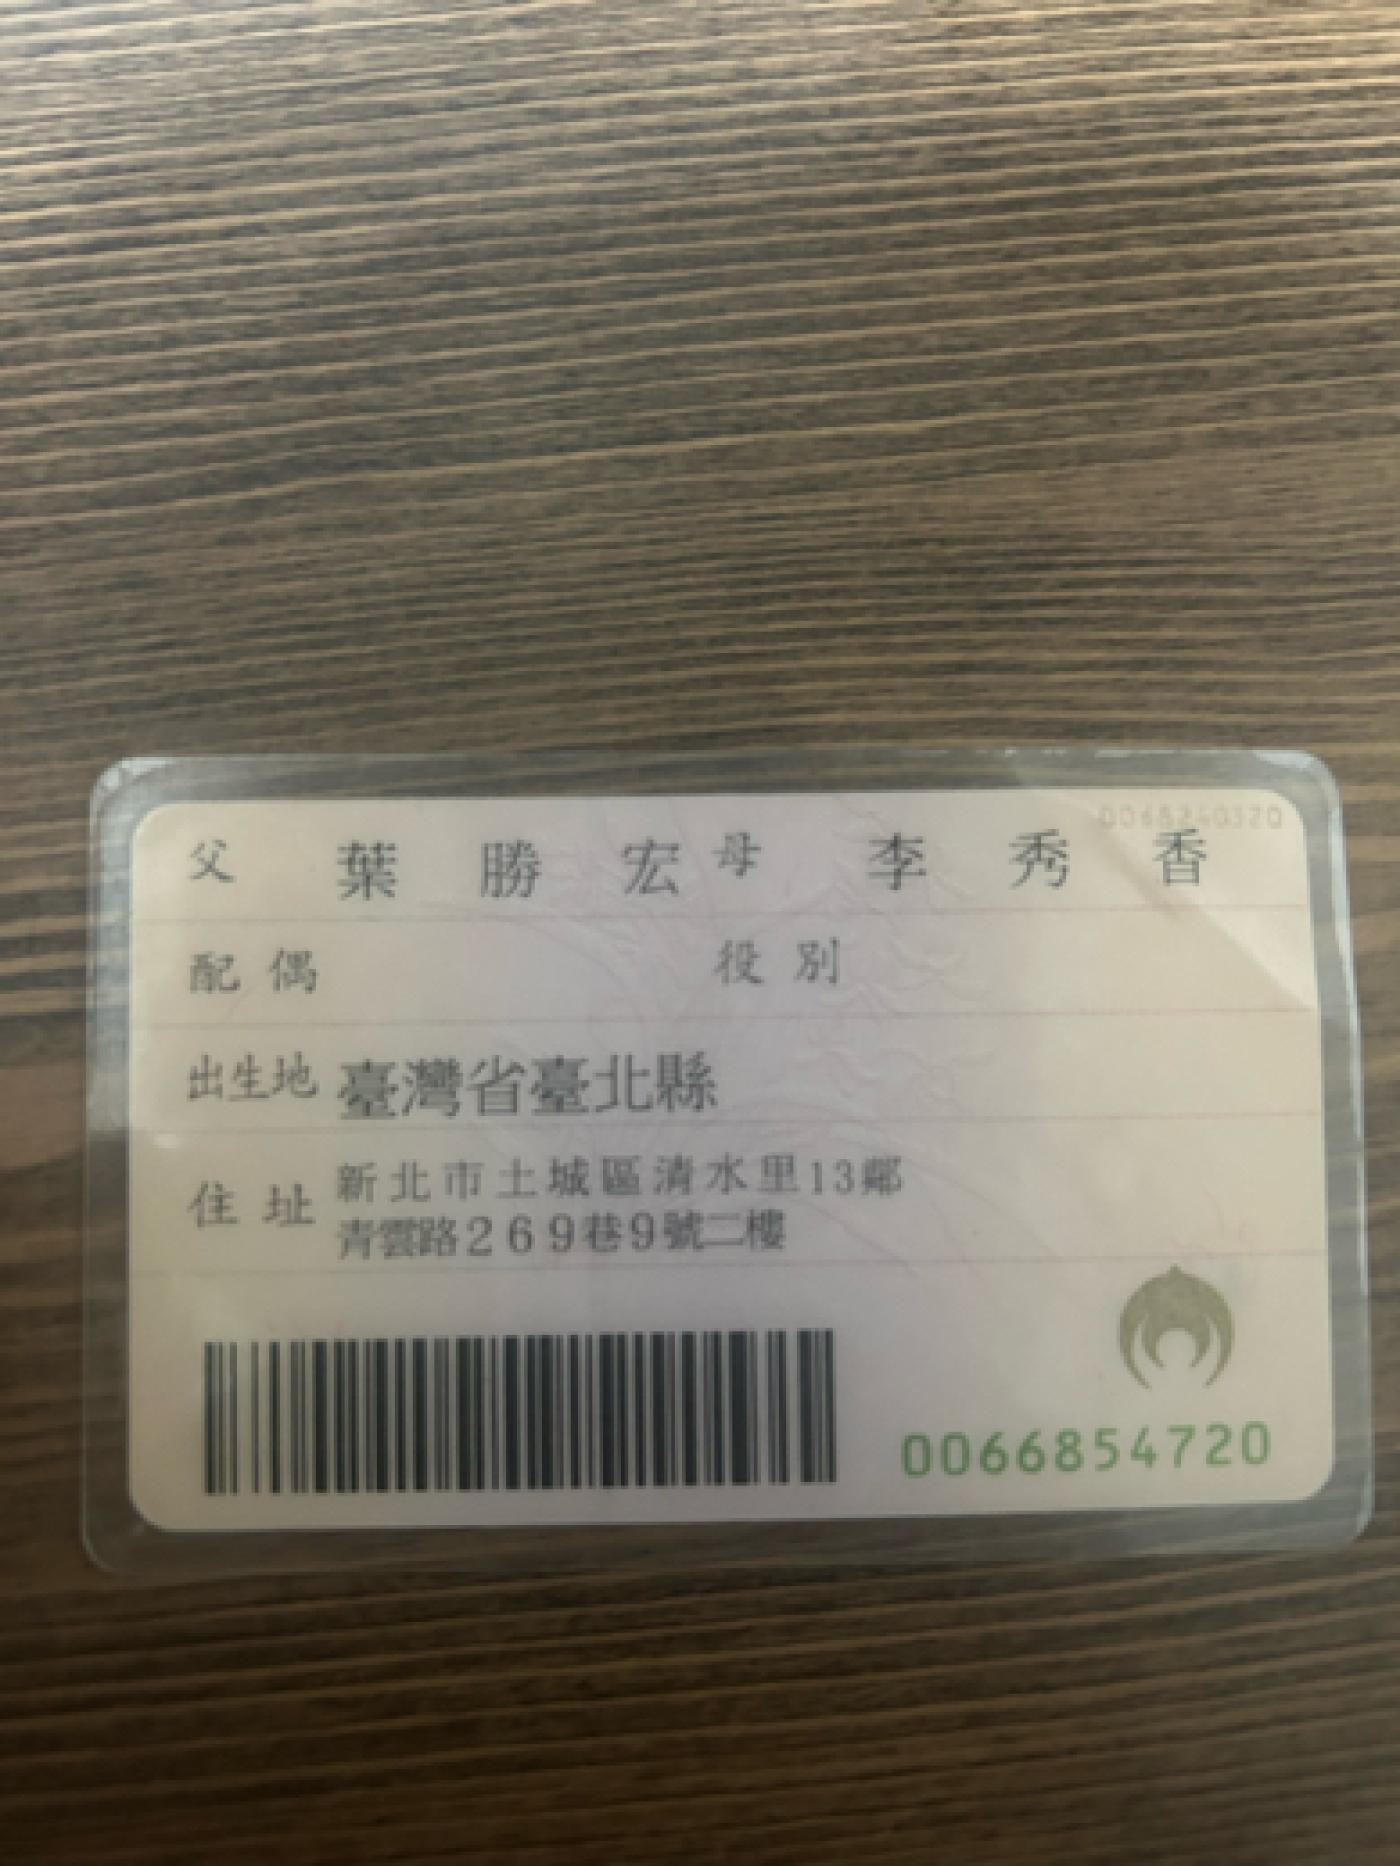 父 葉勝宏 母 李秀香
配偶 役別
出生地 臺灣省臺北縣
住址 新北市土城區清水里13鄰
青雲路269巷9號二樓
0066854720